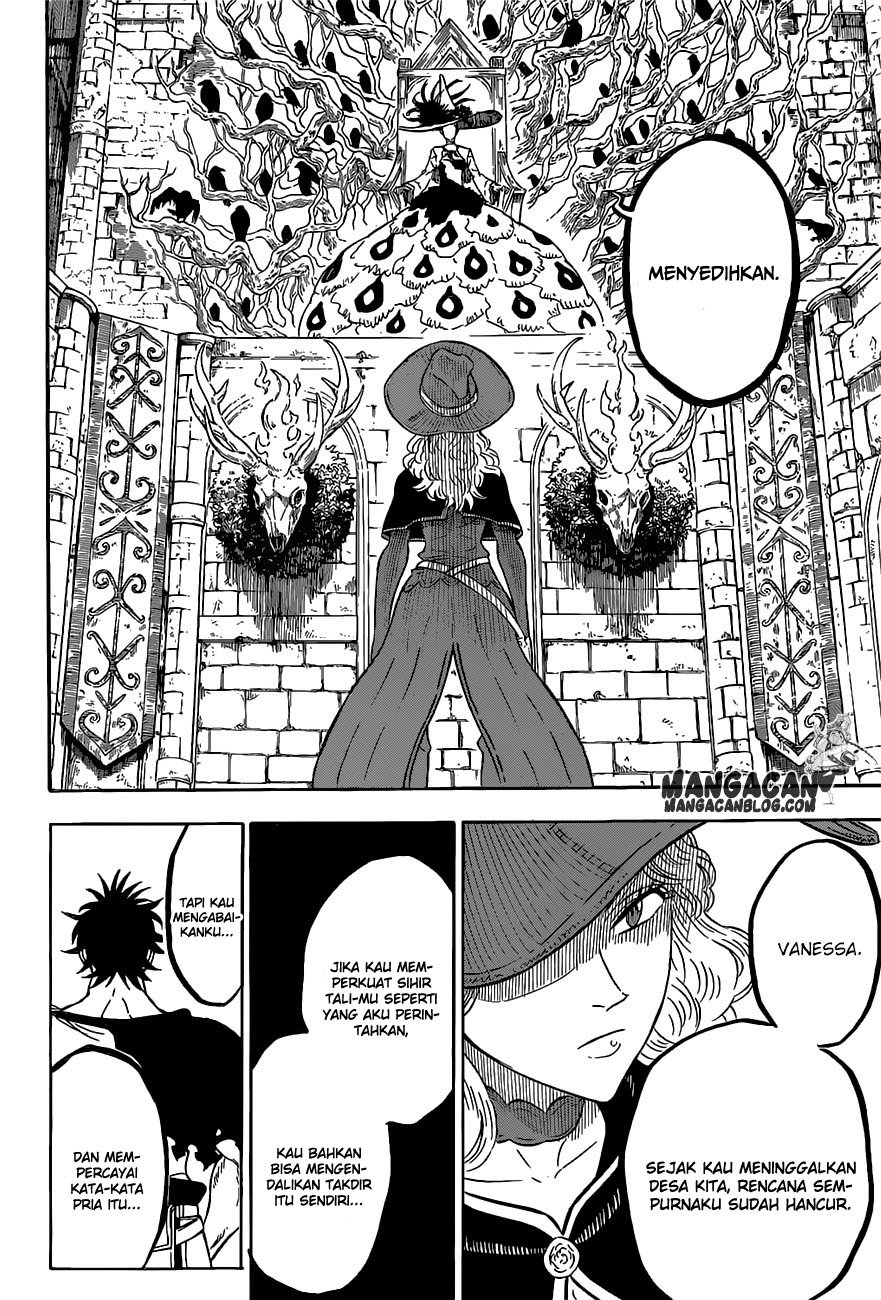 MENYEDIHKAN.
MANGACAN
MANGACANBLOG.COM
VANESSA.
SEJAK KAU MENINGGALKAN
DESA KITA, RENCANA SEM-
PURNAKU SUDAH HANCUR.
JIKA KAU MEM-
PERKUAT SIHIR
TALI-MU SEPERTI
YANG AKU PERIN-
TAHKAN,
KAU BAHKAN
BISA MENGEN-
DALIKAN TAKDIR
ITU SENDIRI...
TAPI KAU
MENGABAI-
KANKU...
DAN MEM-
PERCAYAI
KATA-KATA
PRIA ITU...